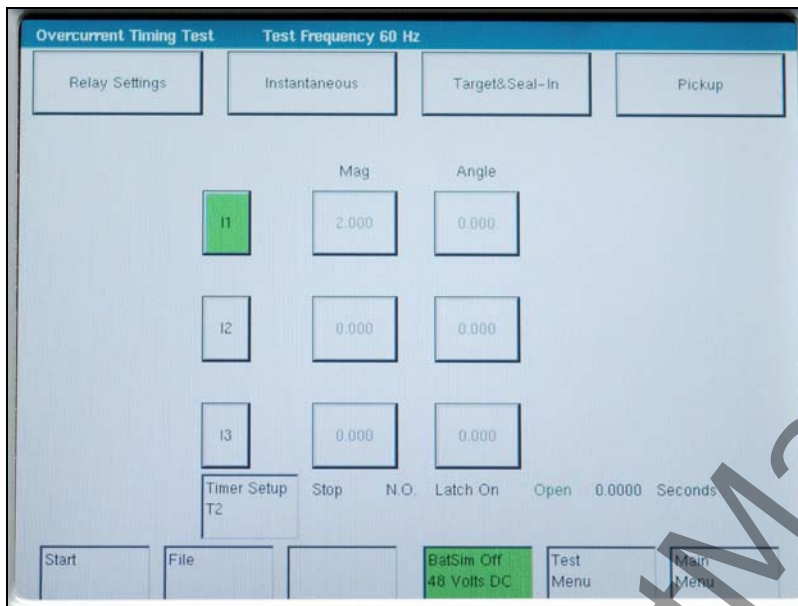 Overcurrent Timing Test Test Frequency 60 Hz
Relay Settings Instantaneous Target&Seal-In Pickup
Mag Angle
I1 2.000 0.000
I2 0.000 0.000
I3 0.000 0.000
Timer Setup Stop N.O. Latch On Open 0.0000 Seconds
T2
Start File BatSim Off Test Main
48 Volts DC Menu Menu